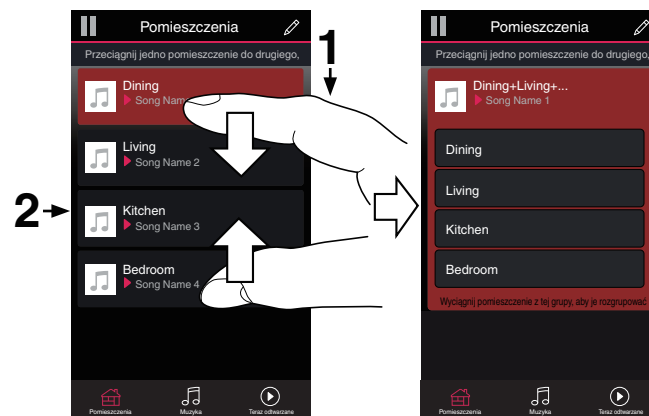 Pomieszczenia
Przeciągnij jedno pomieszczenie do drugiego,
1
Dining
Song Nam
Living
Song Name 2
2
Kitchen
Song Name 3
Bedroom
Song Name 4
Pomieszczenia
Muzyka
Teraz odtwarzane
Pomieszczenia
Przeciągnij jedno pomieszczenie do drugiego,
Dining+Living+...
Song Name 1
Dining
Living
Kitchen
Bedroom
Wyciągnij pomieszczenie z tej grupy, aby je rozgrupować
Pomieszczenia
Muzyka
Teraz odtwarzane